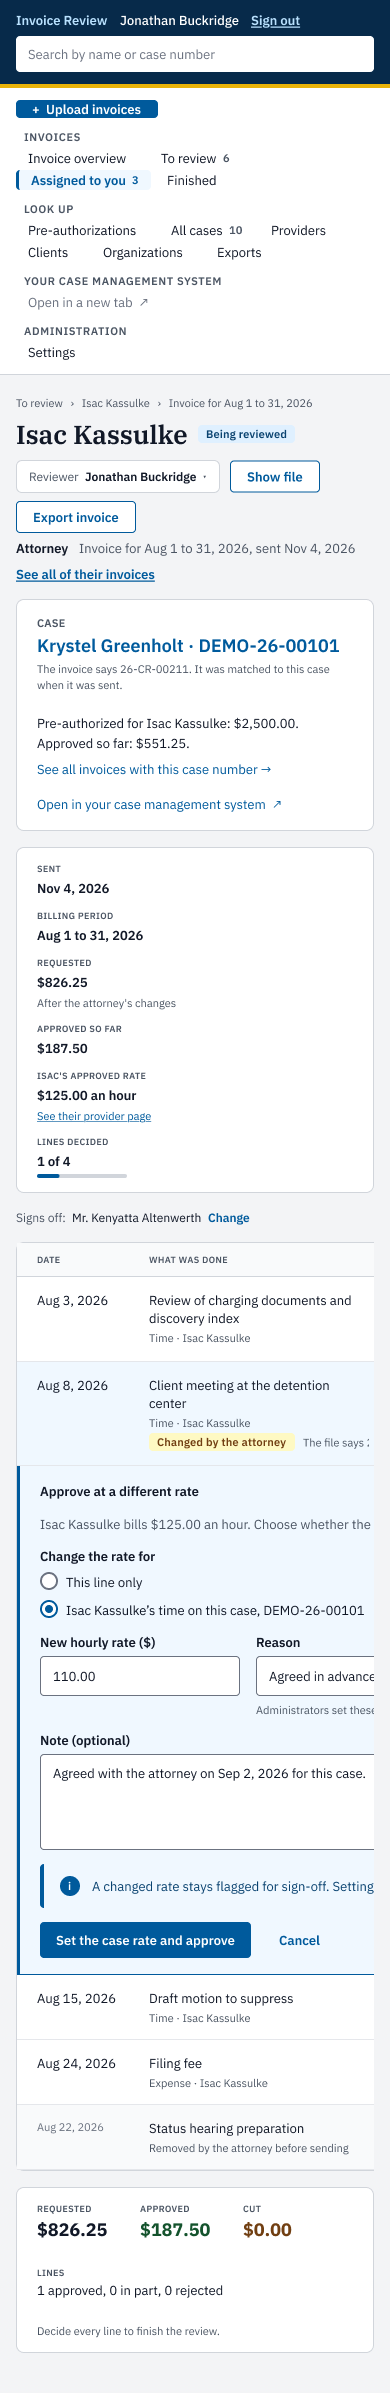 Invoice Review Jonathan Buckridge Sign out
Search by name or case number
+ Upload invoices
INVOICES
Invoice overview To review 6
Assigned to you 3 Finished
LOOK UP
Pre-authorizations All cases 10 Providers
Clients Organizations Exports
YOUR CASE MANAGEMENT SYSTEM
Open in a new tab ↗
ADMINISTRATION
Settings
To review › Isac Kassulke › Invoice for Aug 1 to 31, 2026
Isac Kassulke Being reviewed
Reviewer Jonathan Buckridge · Show file
Export invoice
Attorney Invoice for Aug 1 to 31, 2026, sent Nov 4, 2026
See all of their invoices
CASE
Krystel Greenholt · DEMO-26-00101
The invoice says 26-CR-00211. It was matched to this case
when it was sent.
Pre-authorized for Isac Kassulke: $2,500.00.
Approved so far: $551.25.
See all invoices with this case number →
Open in your case management system ↗
SENT
Nov 4, 2026
BILLING PERIOD
Aug 1 to 31, 2026
REQUESTED
$826.25
After the attorney's changes
APPROVED SO FAR
$187.50
ISAC'S APPROVED RATE
$125.00 an hour
See their provider page
LINES DECIDED
1 of 4
Signs off: Mr. Kenyatta Altenwerth Change
DATE WHAT WAS DONE
Aug 3, 2026 Review of charging documents and
discovery index
Time · Isac Kassulke
Aug 8, 2026 Client meeting at the detention
center
Time · Isac Kassulke
Changed by the attorney The file says
Approve at a different rate
Isac Kassulke bills $125.00 an hour. Choose whether the
Change the rate for
This line only
Isac Kassulke’s time on this case, DEMO-26-00101
New hourly rate ($) Reason
110.00 Agreed in advance
Administrators set these
Note (optional)
Agreed with the attorney on Sep 2, 2026 for this case.
i A changed rate stays flagged for sign-off. Setting
Set the case rate and approve Cancel
Aug 15, 2026 Draft motion to suppress
Time · Isac Kassulke
Aug 24, 2026 Filing fee
Expense · Isac Kassulke
Aug 22, 2026 Status hearing preparation
Removed by the attorney before sending
REQUESTED APPROVED CUT
$826.25 $187.50 $0.00
LINES
1 approved, 0 in part, 0 rejected
Decide every line to finish the review.